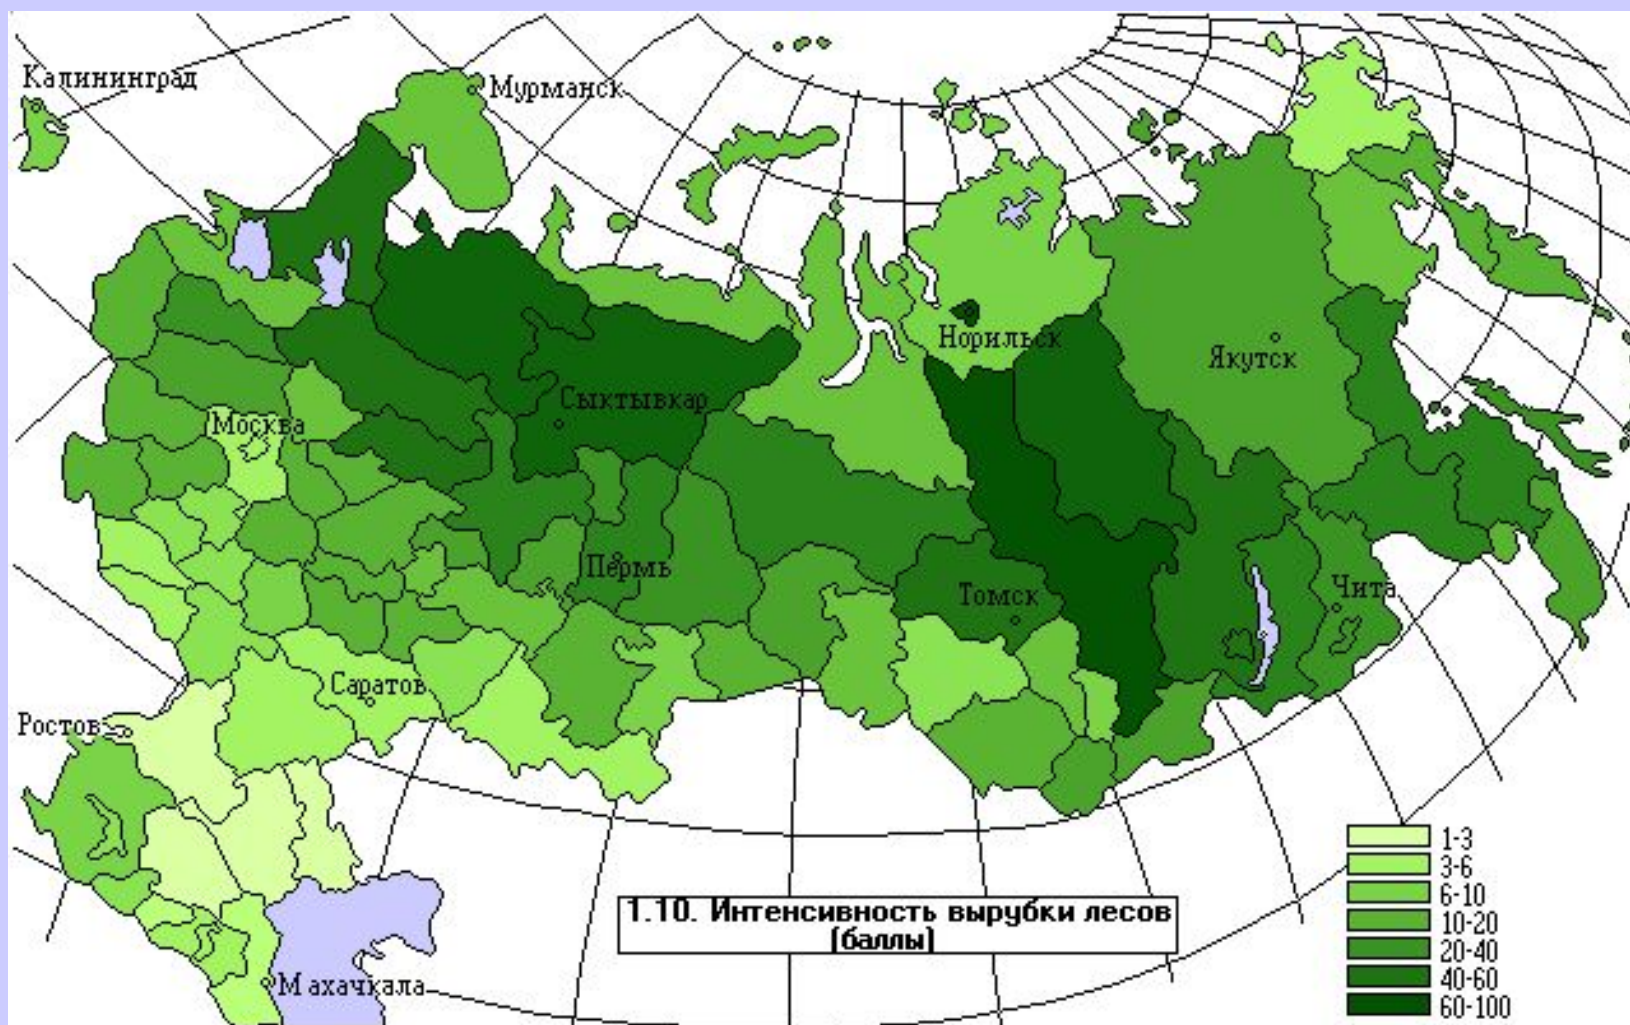 Калининград
Мурманск
Норильск
Якутск
Сыктывкар
Москва
Пермь
Томск
Чита
Саратов
Ростов
Махачкала
1.10. Интенсивность вырубки лесов
(баллы)
1-3
3-6
6-10
10-20
20-40
40-60
60-100